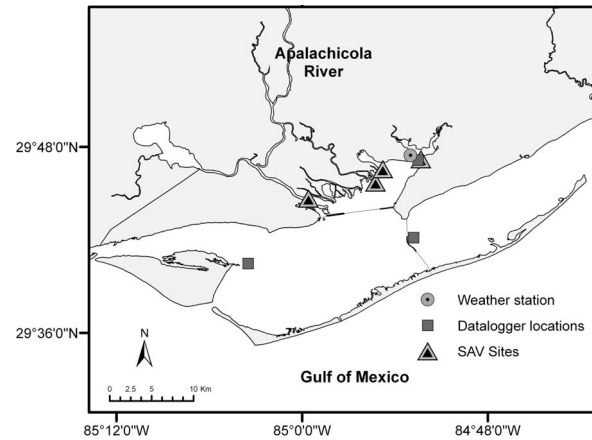 Apalachicola
River
29°48'0"N
29°36'0"N
Weather station
Datalogger locations
SAV Sites
N
0 2.5 5 10 Km
Gulf of Mexico
85°12'0"W 85°0'0"W 84°48'0"W